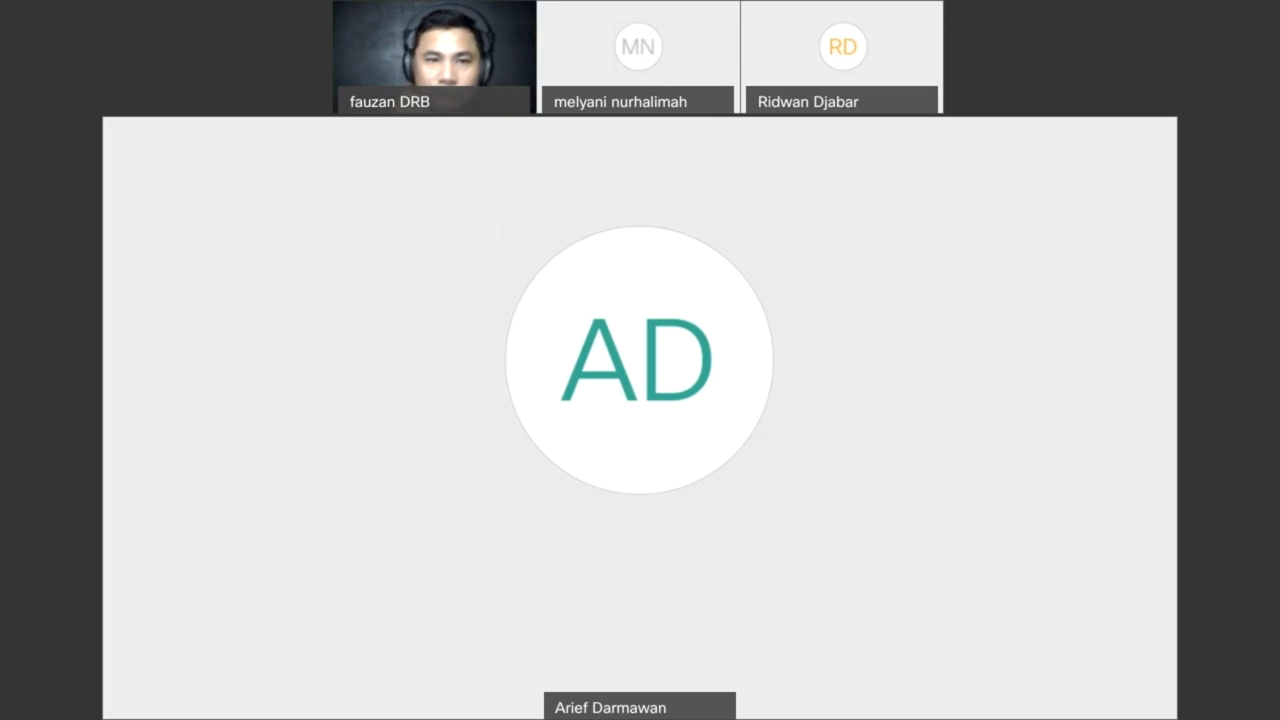 MN
RD
fauzan DRB
melyani nurhalimah
Ridwan Djabar
AD
Arief Darmawan